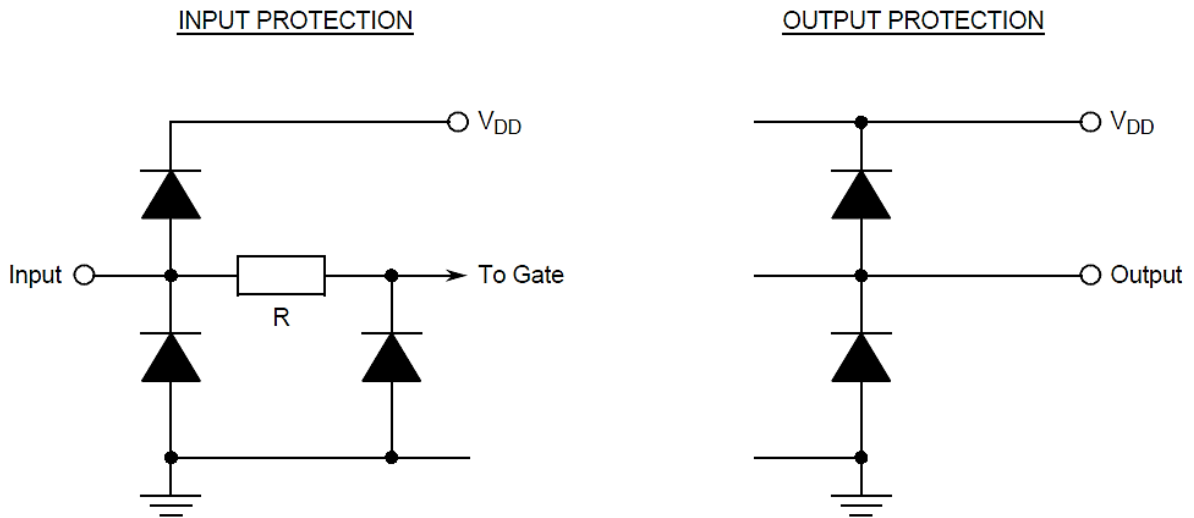 INPUT PROTECTION
OUTPUT PROTECTION
VDD
VDD
Input
R
To Gate
Output